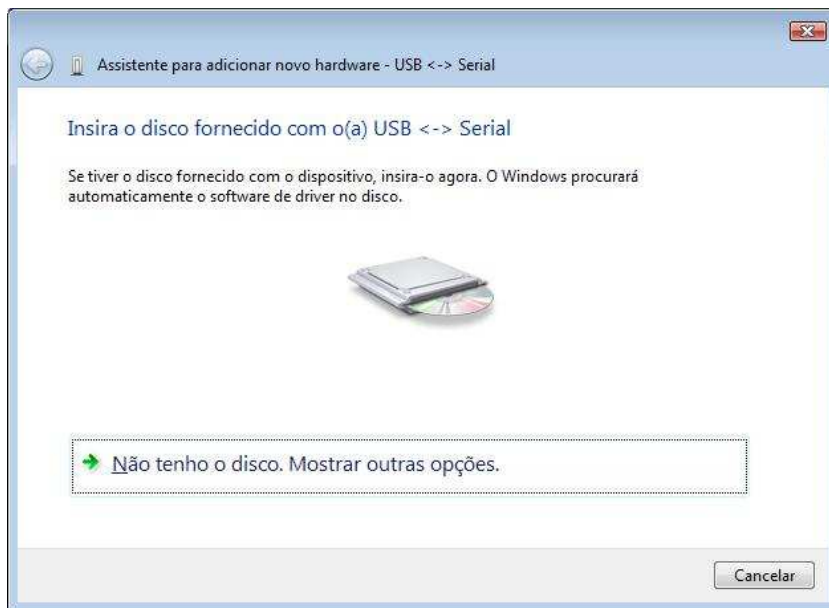 Assistente para adicionar novo hardware - USB <-> Serial
Insira o disco fornecido com o(a) USB <-> Serial
Se tiver o disco fornecido com o dispositivo, insira-o agora. O Windows procurará
automaticamente o software de driver no disco.
Não tenho o disco. Mostrar outras opções.
Cancelar